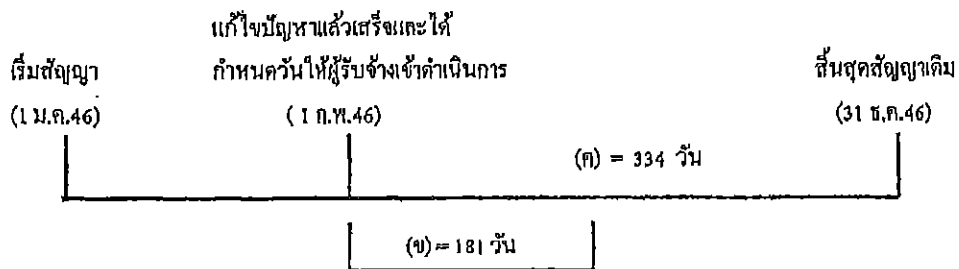 แก้ไขปัญหาแล้วเสร็จและได้
เริ่มสัญญา กำหนดวันให้ผู้รับจ้างเข้าดำเนินการ สิ้นสุดสัญญาเดิม
(1 ม.ค.46) (1 ก.พ.46) (31 ธ.ค.46)
(ค) = 334 วัน
(ข) = 181 วัน